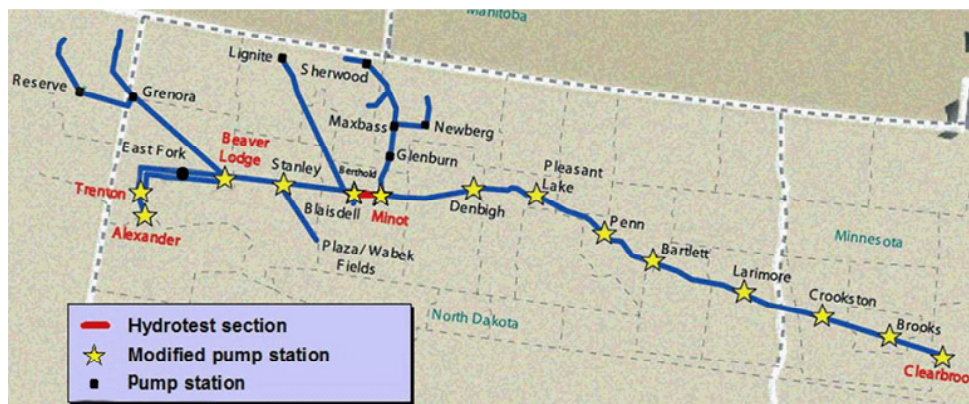 Manitoba
Lignite
Sherwood
Reserve
Grenora
Maxbass
Newberg
Glenburn
East Fork
Beaver
Lodge
Stanley
Berthold
Pleasant
Lake
Trenton
Blaisdell
Minot
Denbigh
Alexander
Plaza/Wabek
Fields
Penn
Bartlett
Minnesota
Larimore
Crookston
Brooks
Clearbroo
North Dakota
Hydrotest section
Modified pump station
Pump station